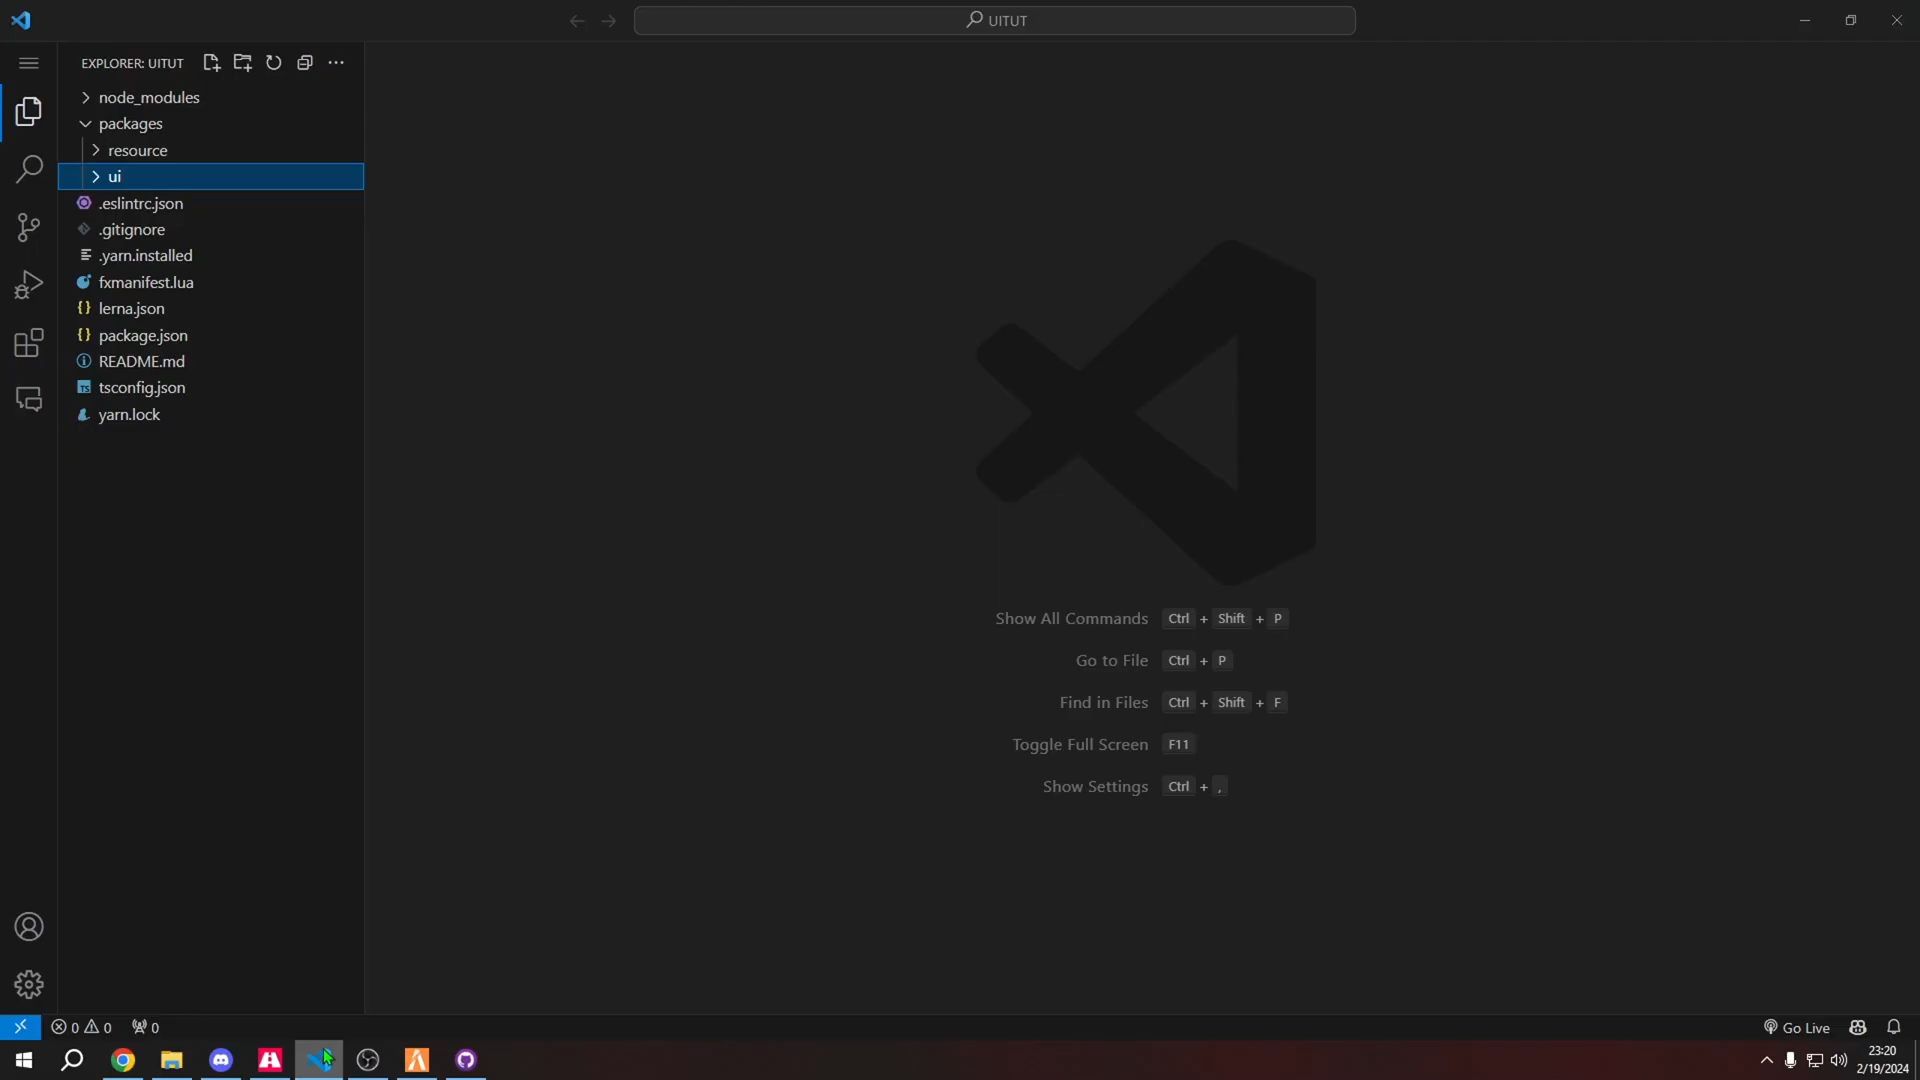 UITUT
EXPLORER: UITUT
node_modules
packages
resource
ui
.eslintrc.json
.gitignore
.yarn.installed
fxmanifest.lua
lerna.json
package.json
README.md
tsconfig.json
yarn.lock
Show All Commands Ctrl + Shift + P
Go to File Ctrl + P
Find in Files Ctrl + Shift + F
Toggle Full Screen F11
Show Settings Ctrl + ,
0 0 0
Go Live
23:20
2/19/2024